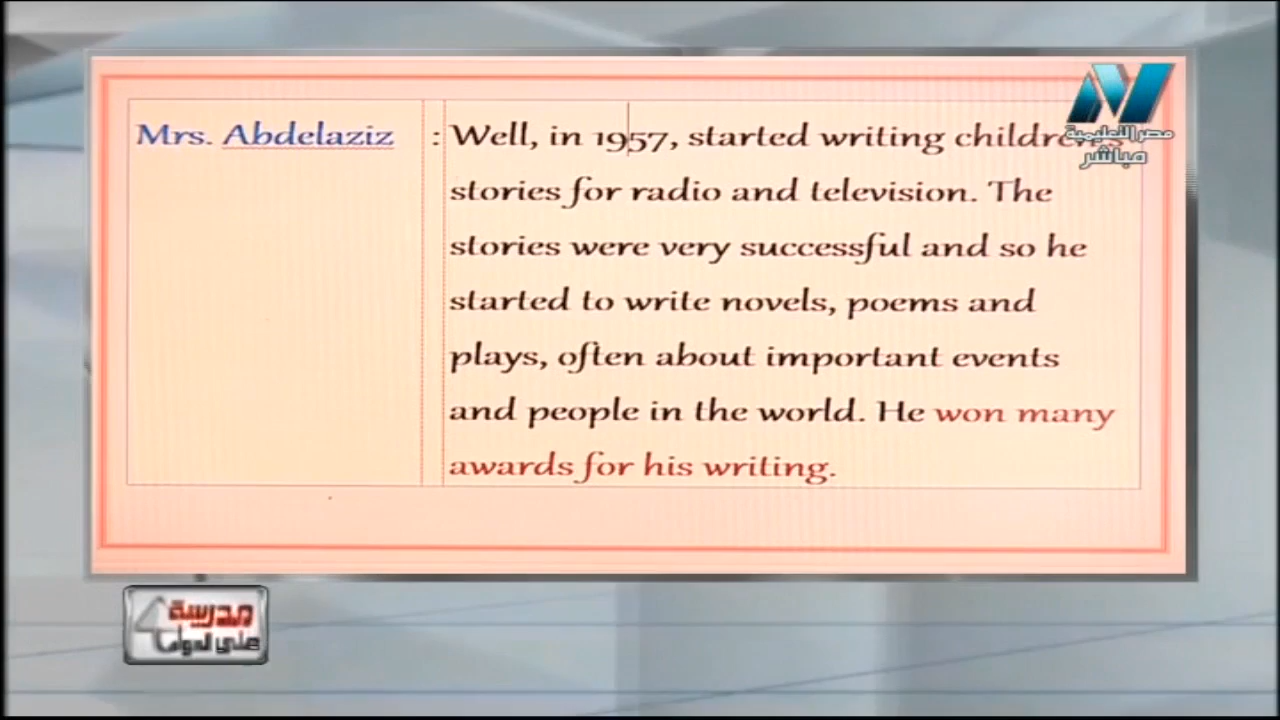 Mrs. Abdelaziz : Well, in 1957, started writing
stories for radio and television. The
stories were very successful and so he
started to write novels, poems and
plays, often about important events
and people in the world. He won many
awards for his writing.
مصر التعليمية
مباشر
مدرسة
على الهواء